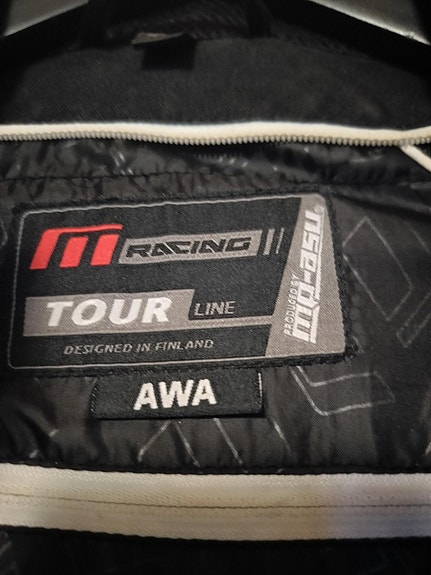 m RACING
TOUR LINE
DESIGNED IN FINLAND
PRODUCED BY
mp-asu®
AWA